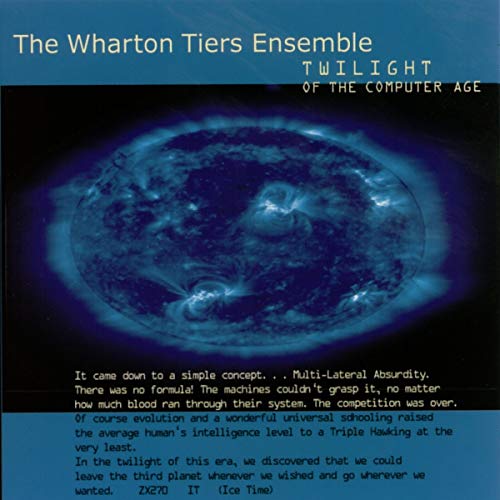 The Wharton Tiers Ensemble
TWILIGHT
OF THE COMPUTER AGE
It came down to a simple concept. . . Multi-Lateral Absurdity.
There was no formula! The machines couldn't grasp it, no matter
how much blood ran through their system. The competition was over.
Of course evolution and a wonderful universal sdhooling raised
the average human's intelligence level to a Triple Hawking at the
very least.
In the twilight of this era, we discovered that we could
leave the third planet whenever we wished and go wherever we
wanted. ZX270 IT (Ice Time)